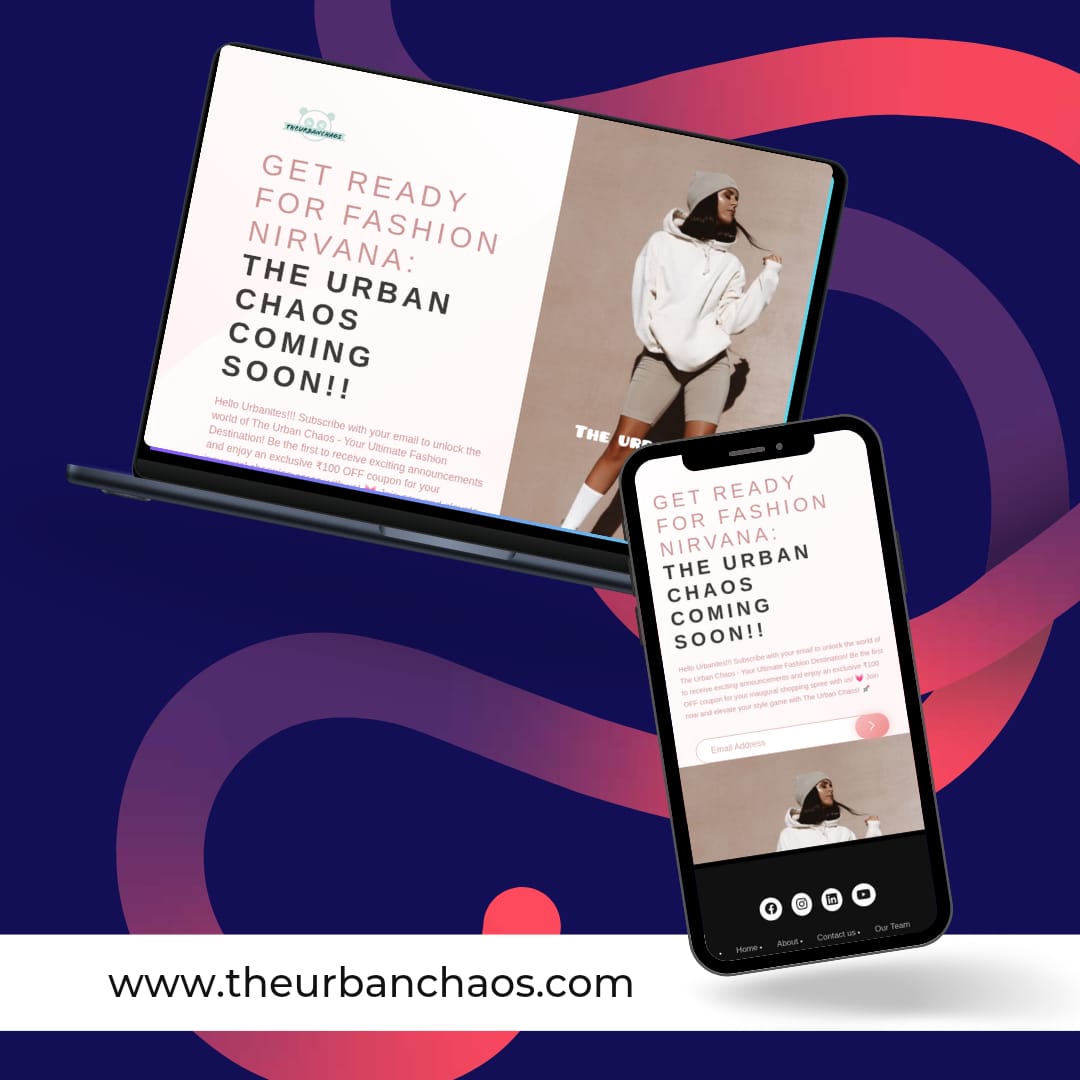 THEURBANCHAOS
GET READY
FOR FASHION
NIRVANA:
THE URBAN
CHAOS
COMING
SOON!!
Hello Urbanites!!! Subscribe with your email to unlock the
world of The Urban Chaos - Your Ultimate Fashion
Destination! Be the first to receive exciting announcements
and enjoy an exclusive ₹100 OFF coupon for your
THE
GET READY
FOR FASHION
NIRVANA:
THE URBAN
CHAOS
COMING
SOON!!
Hello Urbanites!!! Subscribe with your email to unlock the world of
The Urban Chaos - Your Ultimate Fashion Destination! Be the first
to receive exciting announcements and enjoy an exclusive ₹100
OFF coupon for your inaugural shopping spree with us! 💓 Join
now and elevate your style game with The Urban Chaos! 🚀
Email Address
Home • About • Contact us • Our Team
www.theurbanchaos.com